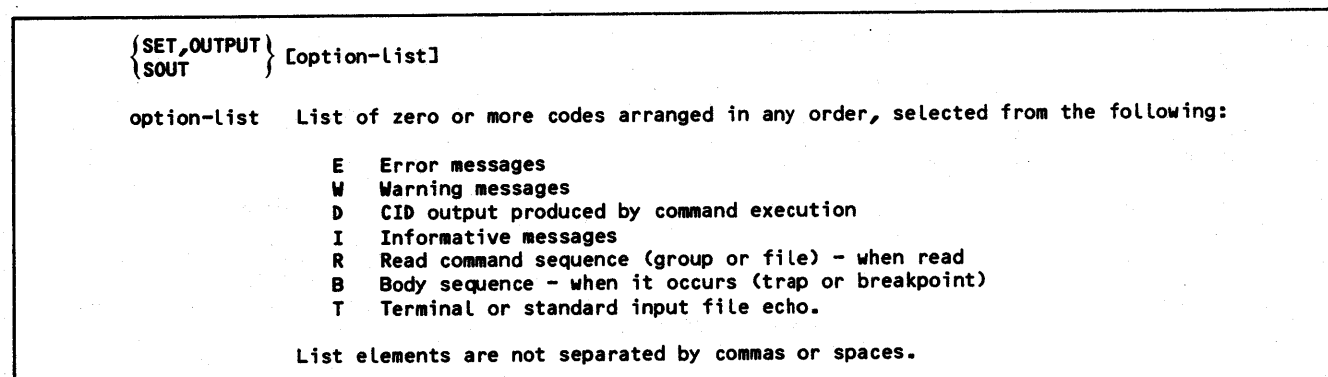 {SET,OUTPUT} [option-list]
{SOUT}
option-list List of zero or more codes arranged in any order, selected from the following:
E Error messages
W Warning messages
D CID output produced by command execution
I Informative messages
R Read command sequence (group or file) - when read
B Body sequence - when it occurs (trap or breakpoint)
T Terminal or standard input file echo.
List elements are not separated by commas or spaces.